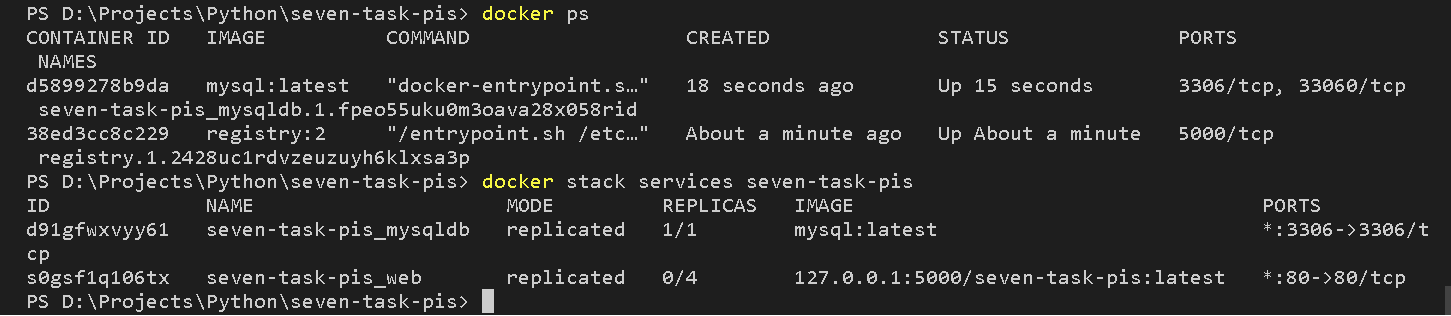 PS D:\Projects\Python\seven-task-pis> docker ps
CONTAINER ID   IMAGE          COMMAND                  CREATED              STATUS              PORTS
 NAMES
d5899278b9da   mysql:latest   "docker-entrypoint.s…"   18 seconds ago       Up 15 seconds       3306/tcp, 33060/tcp
 seven-task-pis_mysqldb.1.fpeo55uku0m3oava28x058rid
38ed3cc8c229   registry:2     "/entrypoint.sh /etc…"   About a minute ago   Up About a minute   5000/tcp
 registry.1.2428uc1rdvzeuzuyh6klxsa3p
PS D:\Projects\Python\seven-task-pis> docker stack services seven-task-pis
ID             NAME                     MODE         REPLICAS   IMAGE                                  PORTS
d91gfwxvyy61   seven-task-pis_mysqldb   replicated   1/1        mysql:latest                           *:3306->3306/t
cp
s0gsf1q106tx   seven-task-pis_web       replicated   0/4        127.0.0.1:5000/seven-task-pis:latest   *:80->80/tcp
PS D:\Projects\Python\seven-task-pis>